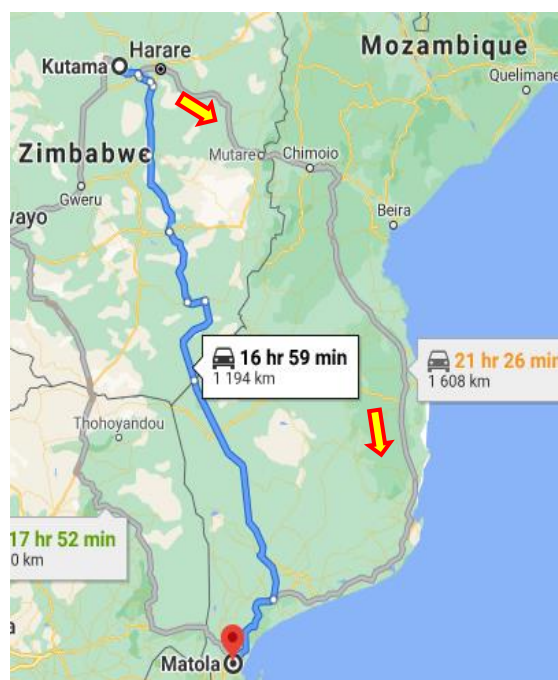 Mozambique
Harare
Kutama
Quelimane
Zimbabwe
Mutare
Chimoio
Gweru
wayo
Beira
16 hr 59 min
1 194 km
21 hr 26 min
1 608 km
Thohoyandou
17 hr 52 min
0 km
a
Matola